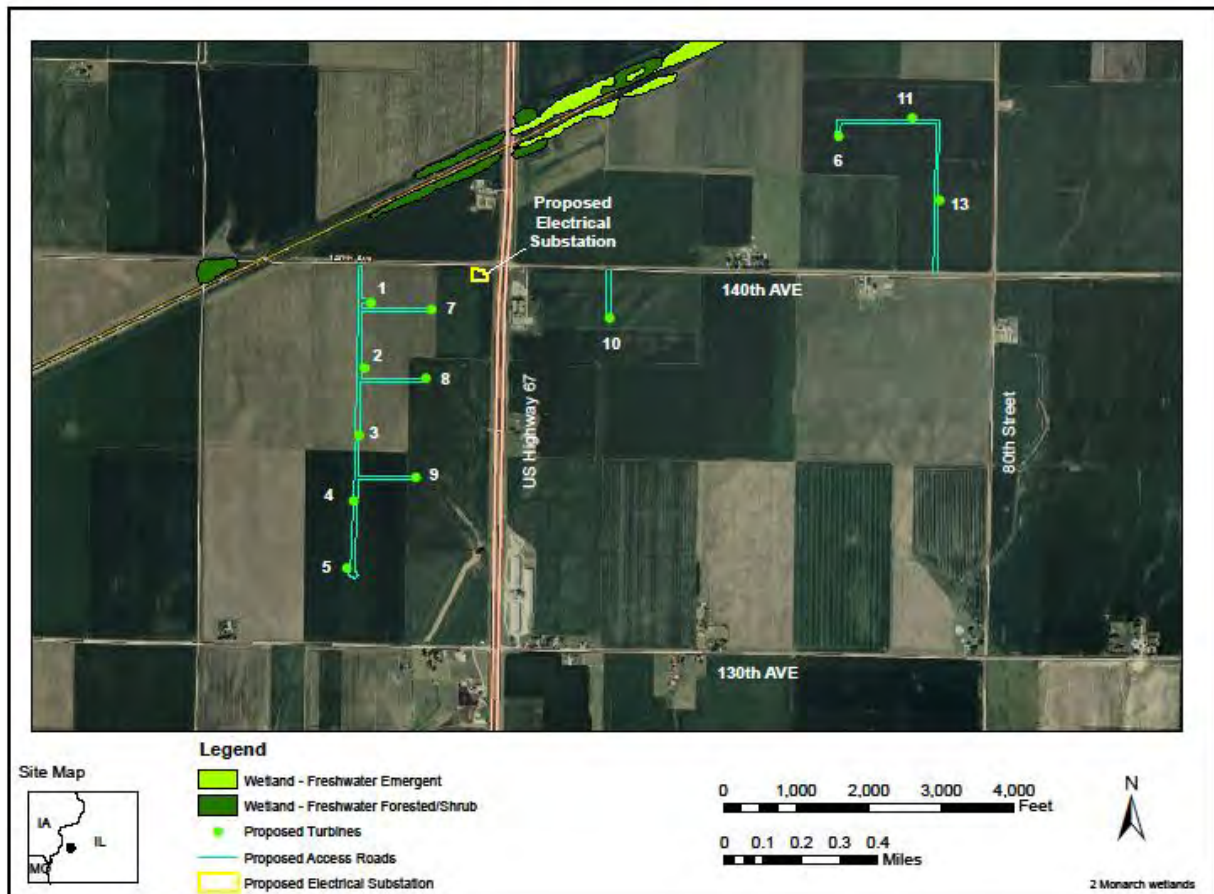 11
6
13
Proposed
Electrical
Substation
140th Ave
1
7
140th AVE
10
2
8
US Highway 67
80th Street
3
9
4
5
130th AVE
Legend
Site Map
IA
IL
MO
Wetland - Freshwater Emergent
Wetland - Freshwater Forested/Shrub
Proposed Turbines
Proposed Access Roads
Proposed Electrical Substation
0 1,000 2,000 3,000 4,000
Feet
0 0.1 0.2 0.3 0.4
Miles
N
2 Monarch wetlands